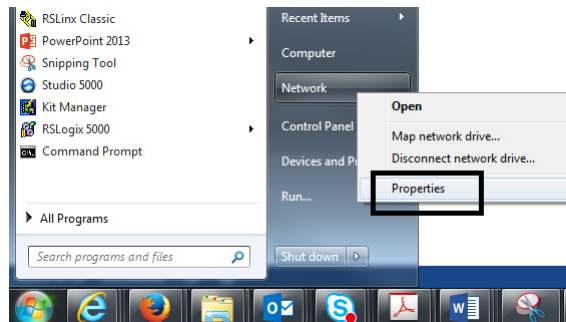 RSLinx Classic
PowerPoint 2013
Snipping Tool
Studio 5000
Kit Manager
RSLogix 5000
Command Prompt
All Programs
Search programs and files
Recent Items
Computer
Network
Control Panel
Devices and P
Run...
Shut down
Open
Map network drive...
Disconnect network drive...
Properties